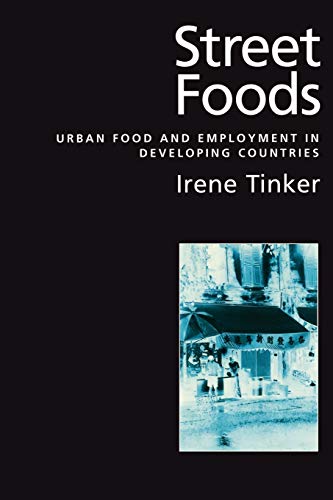 Street
Foods
URBAN FOOD AND EMPLOYMENT IN
DEVELOPING COUNTRIES
Irene Tinker